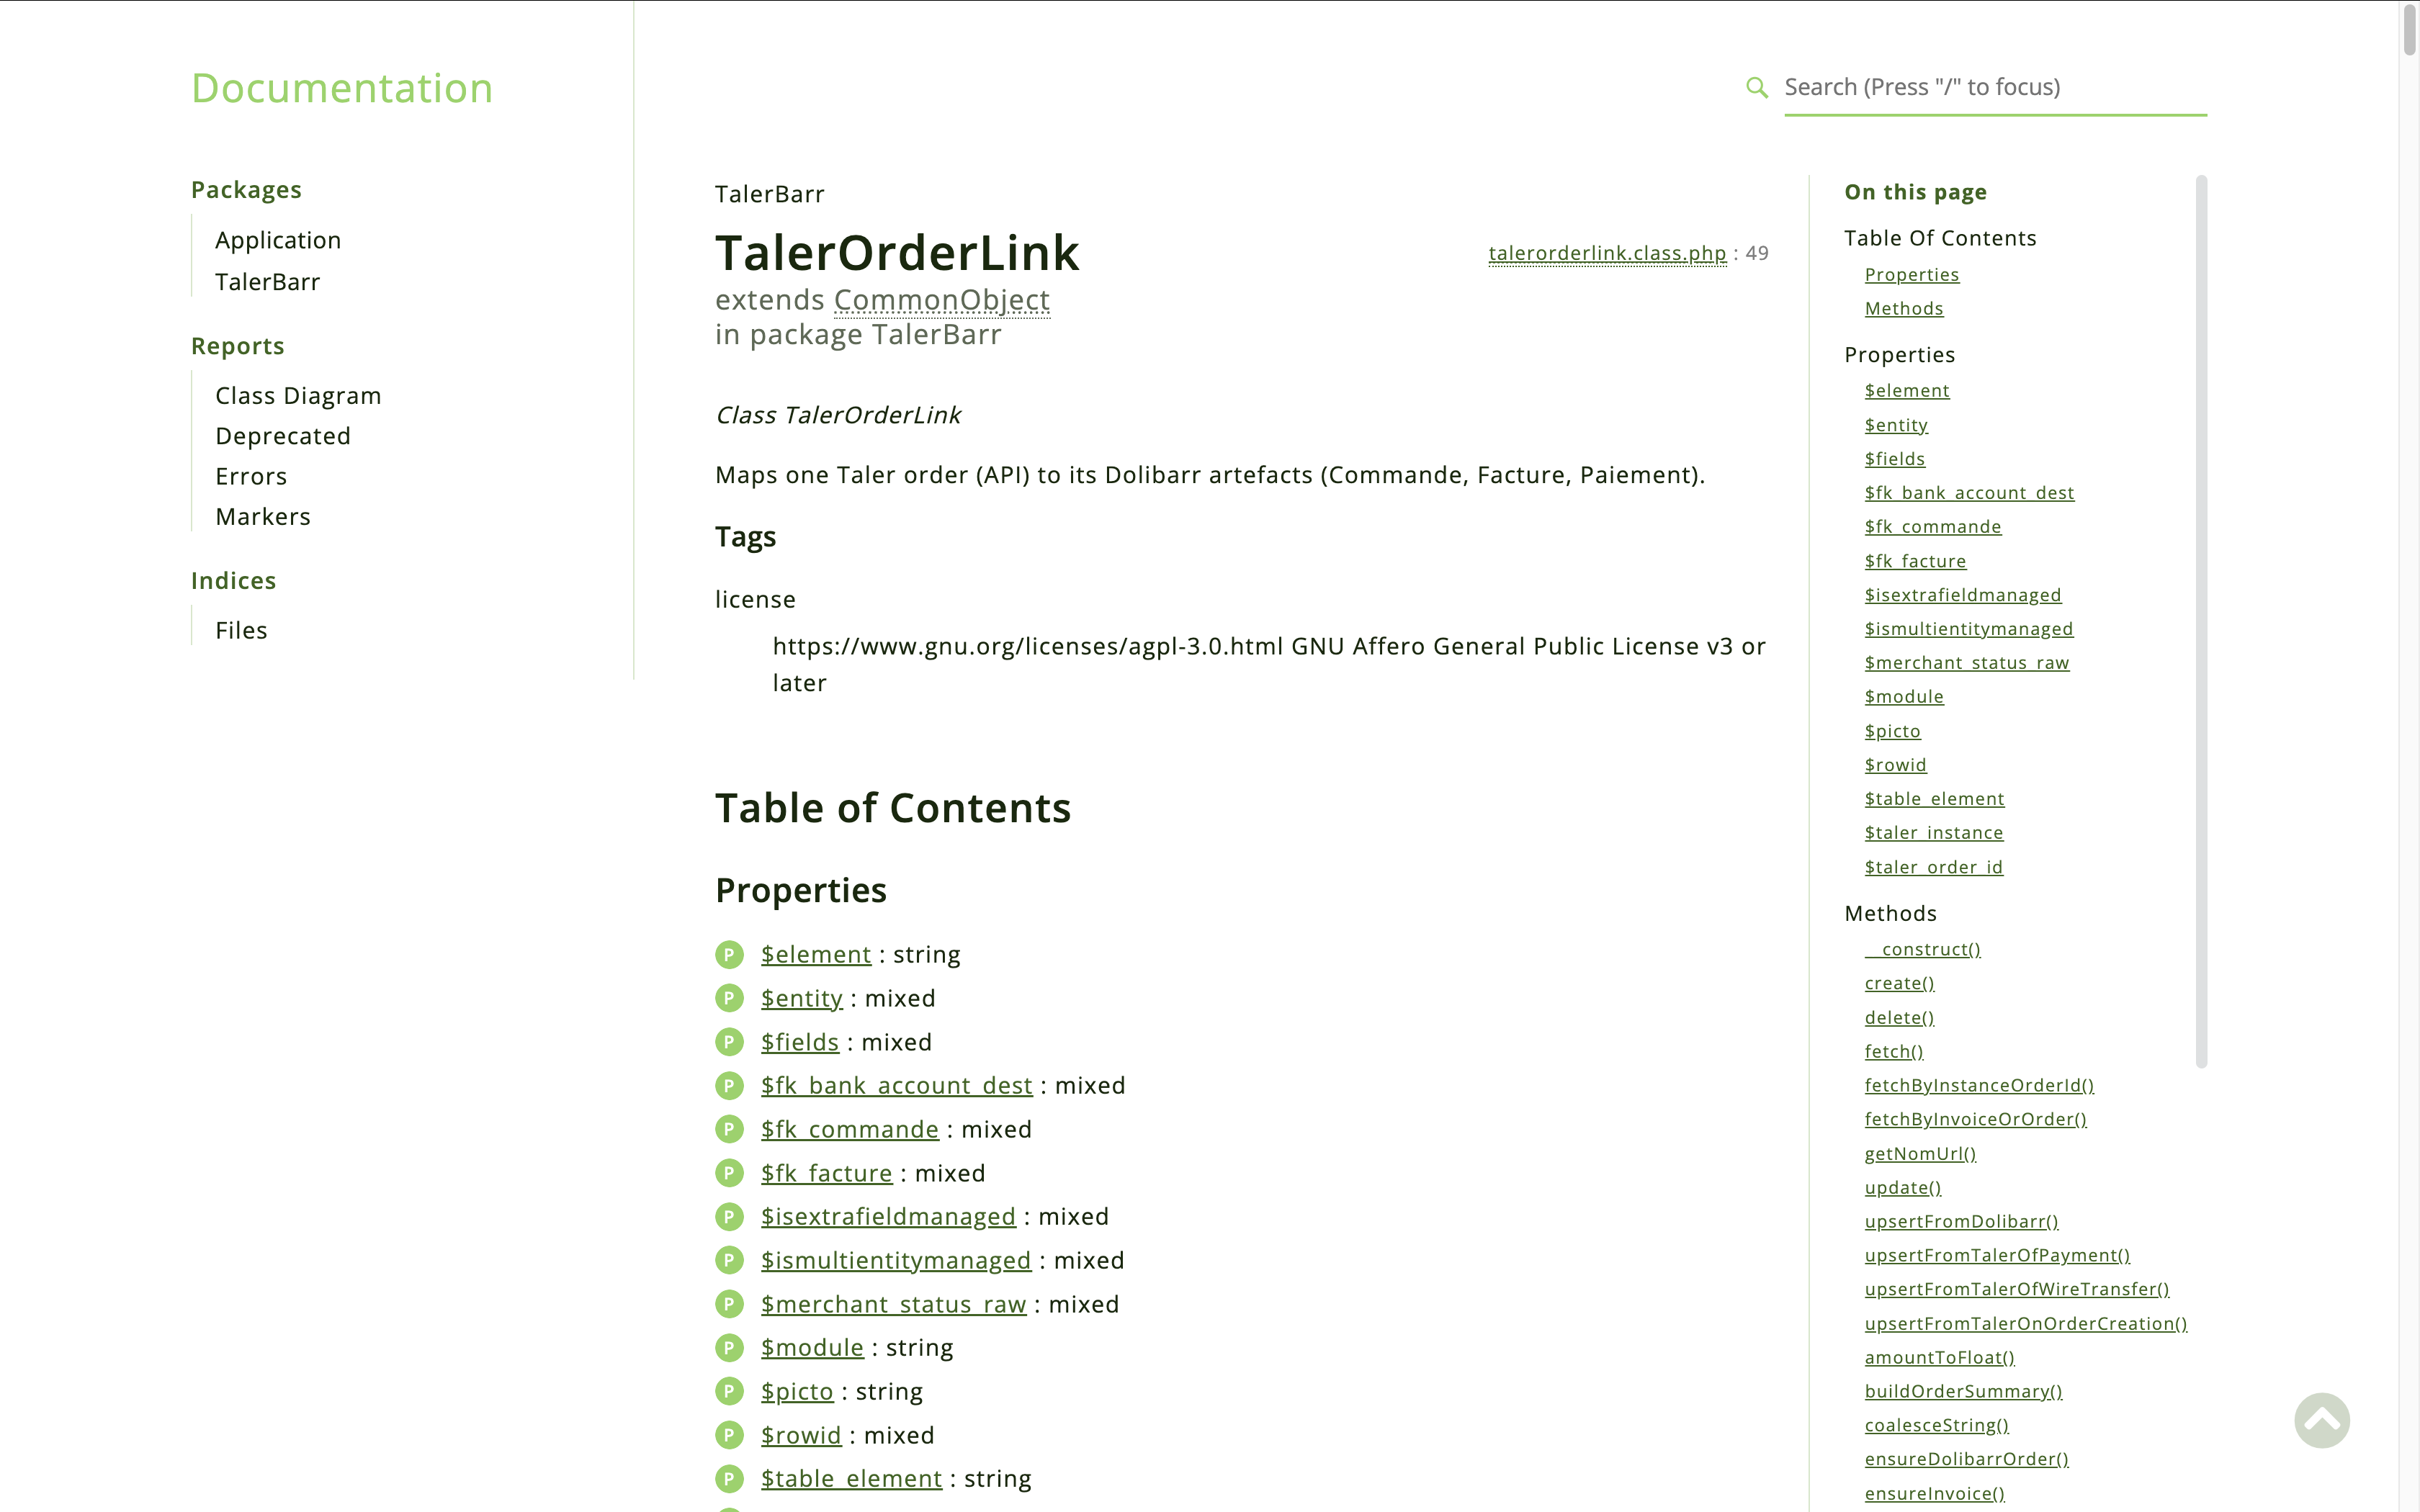 Documentation
Search (Press "/" to focus)
Packages
Application
TalerBarr
Reports
Class Diagram
Deprecated
Errors
Markers
Indices
Files
TalerBarr
TalerOrderLink
talerorderlink.class.php : 49
extends CommonObject
in package TalerBarr
Class TalerOrderLink
Maps one Taler order (API) to its Dolibarr artefacts (Commande, Facture, Paiement).
Tags
license
https://www.gnu.org/licenses/agpl-3.0.html GNU Affero General Public License v3 or
later
Table of Contents
Properties
P $element : string
P $entity : mixed
P $fields : mixed
P $fk_bank_account_dest : mixed
P $fk_commande : mixed
P $fk_facture : mixed
P $isextrafieldmanaged : mixed
P $ismultientitymanaged : mixed
P $merchant_status_raw : mixed
P $module : string
P $picto : string
P $rowid : mixed
P $table_element : string
On this page
Table Of Contents
Properties
Methods
Properties
$element
$entity
$fields
$fk_bank_account_dest
$fk_commande
$fk_facture
$isextrafieldmanaged
$ismultientitymanaged
$merchant_status_raw
$module
$picto
$rowid
$table_element
$taler_instance
$taler_order_id
Methods
__construct()
create()
delete()
fetch()
fetchByInstanceOrderId()
fetchByInvoiceOrOrder()
getNomUrl()
update()
upsertFromDolibarr()
upsertFromTalerOfPayment()
upsertFromTalerOfWireTransfer()
upsertFromTalerOnOrderCreation()
amountToFloat()
buildOrderSummary()
coalesceString()
ensureDolibarrOrder()
ensureInvoice()